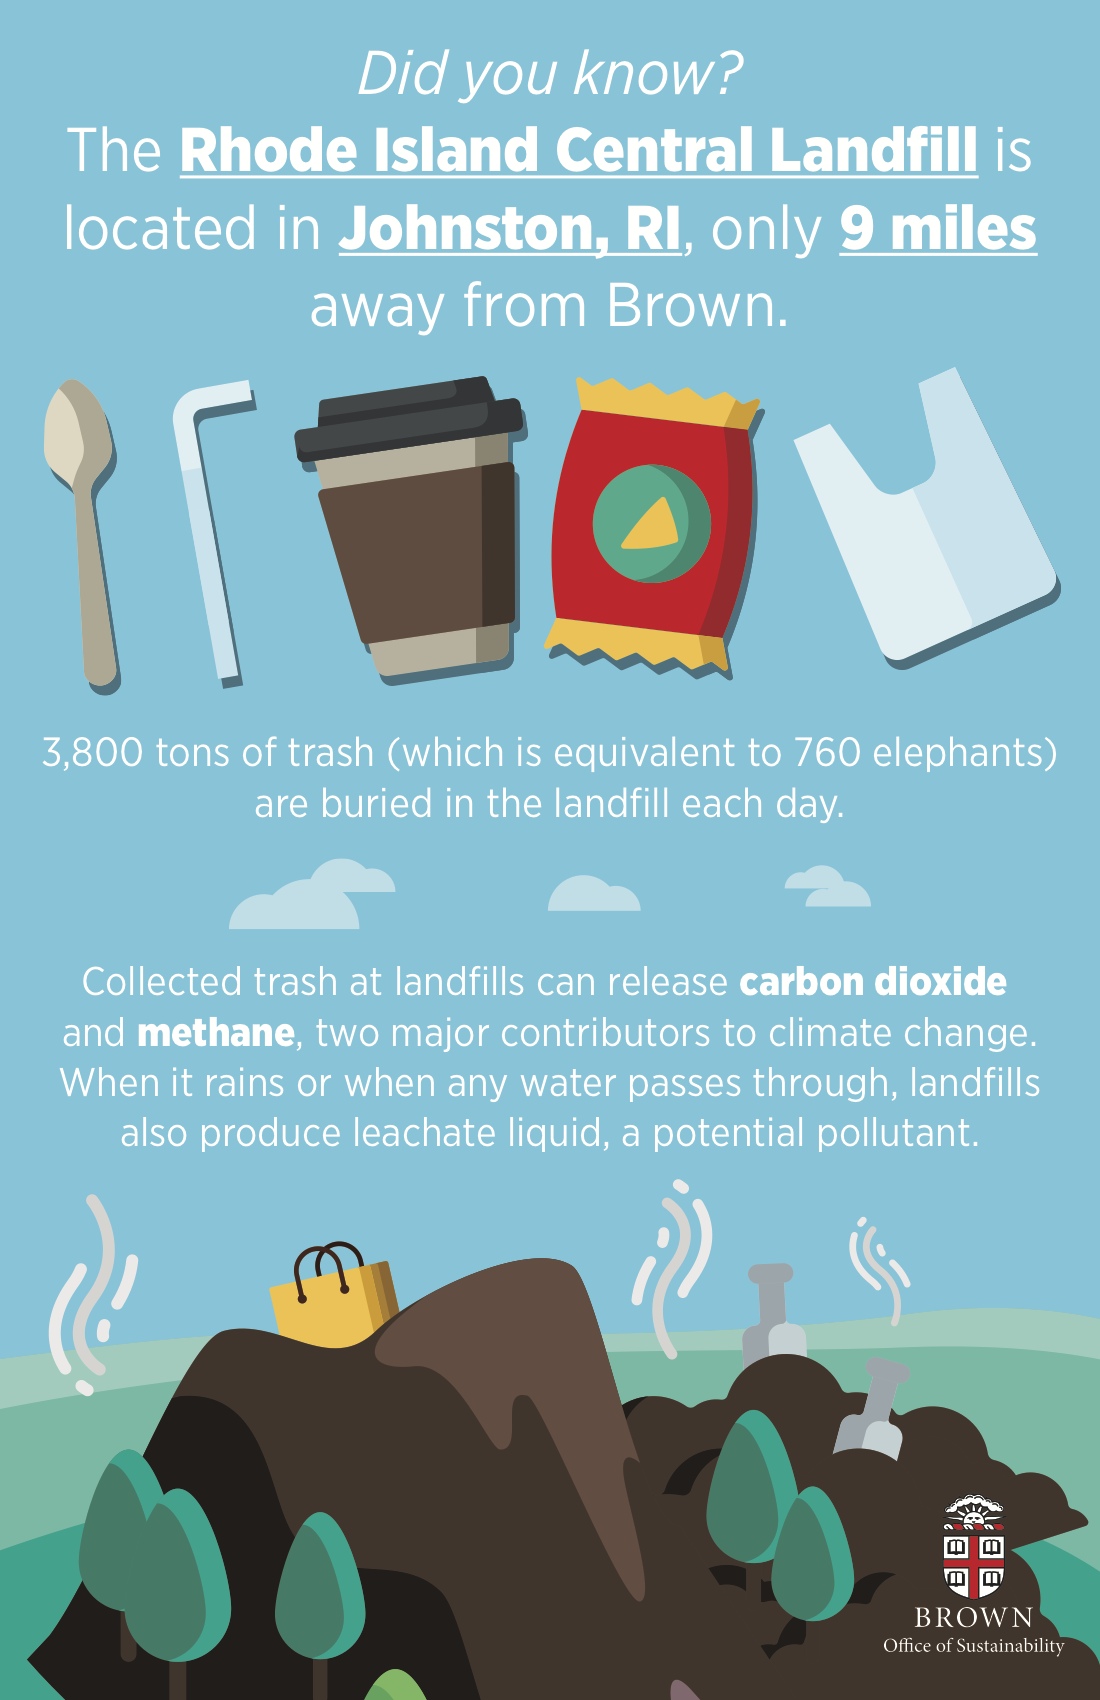 Did you know?
The Rhode Island Central Landfill is
located in Johnston, RI, only 9 miles
away from Brown.
3,800 tons of trash (which is equivalent to 760 elephants)
are buried in the landfill each day.
Collected trash at landfills can release carbon dioxide
and methane, two major contributors to climate change.
When it rains or when any water passes through, landfills
also produce leachate liquid, a potential pollutant.
BROWN
Office of Sustainability